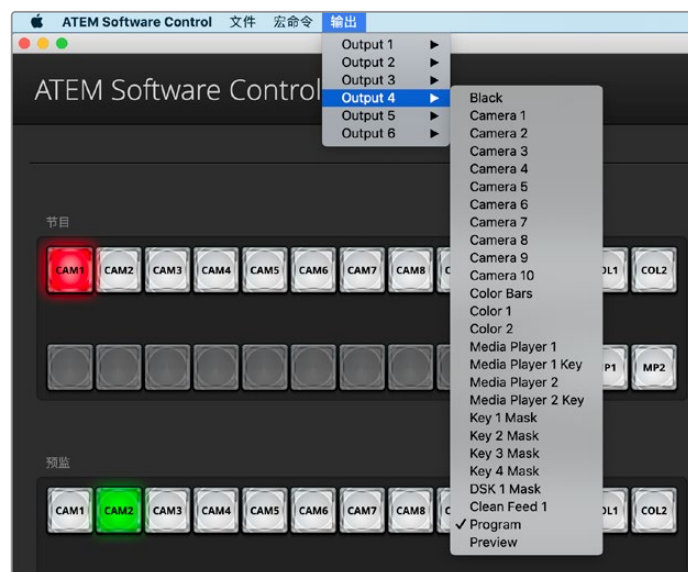 ATEM Software Control 文件 宏命令 输出
Output 1
Output 2
Output 3
Output 4
Output 5
Output 6
ATEM Software Control
Black
Camera 1
Camera 2
Camera 3
Camera 4
Camera 5
Camera 6
Camera 7
Camera 8
Camera 9
Camera 10
Color Bars
Color 1
Color 2
Media Player 1
Media Player 1 Key
Media Player 2
Media Player 2 Key
Key 1 Mask
Key 2 Mask
Key 3 Mask
Key 4 Mask
DSK 1 Mask
Clean Feed 1
Program
Preview
节目
CAM1 CAM2 CAM3 CAM4 CAM5 CAM6 CAM7 CAM8 COL2
MP2
预监
CAM1 CAM2 CAM3 CAM4 CAM5 CAM6 CAM7 CAM8 COL2